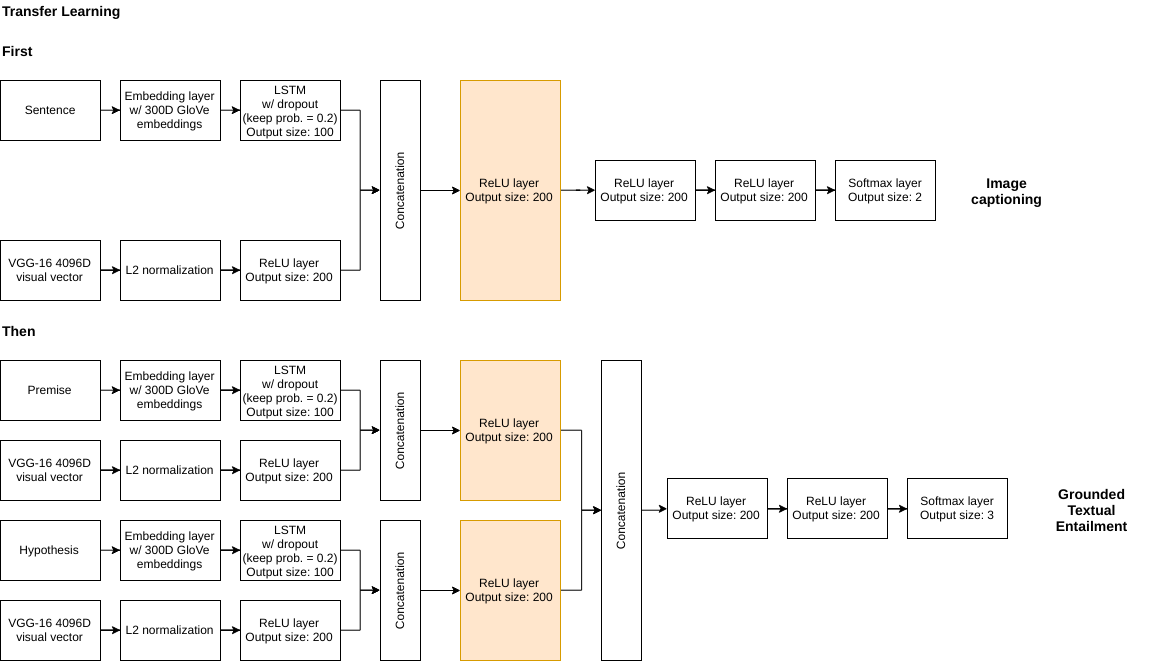 Transfer Learning
First
Sentence
Embedding layer
w/ 300D GloVe
embeddings
LSTM
w/ dropout
(keep prob. = 0.2)
Output size: 100
VGG-16 4096D
visual vector
L2 normalization
ReLU layer
Output size: 200
Concatenation
ReLU layer
Output size: 200
ReLU layer
Output size: 200
ReLU layer
Output size: 200
Softmax layer
Output size: 2
Image
captioning
Then
Premise
Embedding layer
w/ 300D GloVe
embeddings
LSTM
w/ dropout
(keep prob. = 0.2)
Output size: 100
VGG-16 4096D
visual vector
L2 normalization
ReLU layer
Output size: 200
Concatenation
ReLU layer
Output size: 200
Hypothesis
Embedding layer
w/ 300D GloVe
embeddings
LSTM
w/ dropout
(keep prob. = 0.2)
Output size: 100
VGG-16 4096D
visual vector
L2 normalization
ReLU layer
Output size: 200
Concatenation
ReLU layer
Output size: 200
Concatenation
ReLU layer
Output size: 200
ReLU layer
Output size: 200
Softmax layer
Output size: 3
Grounded
Textual
Entailment